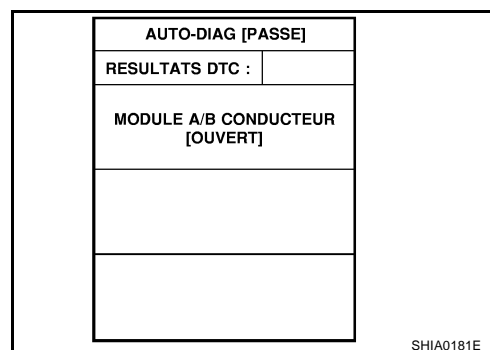 AUTO-DIAG [PASSE]
RESULTATS DTC :
MODULE A/B CONDUCTEUR
[OUVERT]
SHIA0181E